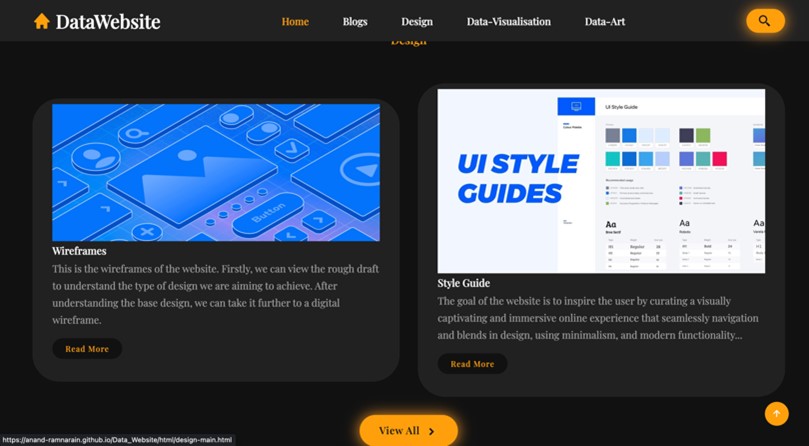 DataWebsite
Home Blogs Design Data-Visualisation Data-Art
Design
Button
Wireframes
This is the wireframes of the website. Firstly, we can view the rough draft
to understand the type of design we are aiming to achieve. After
understanding the base design, we can take it further to a digital
wireframe.
Read More
UI Style Guide
UI STYLE
GUIDES
Aa
Aa
Aa
Style Guide
The goal of the website is to inspire the user by curating a visually
captivating and immersive online experience that seamlessly navigation
and blends in design, using minimalism, and modern functionality...
Read More
View All
https://anand-ramnarain.github.io/Data_Website/html/design-main.html